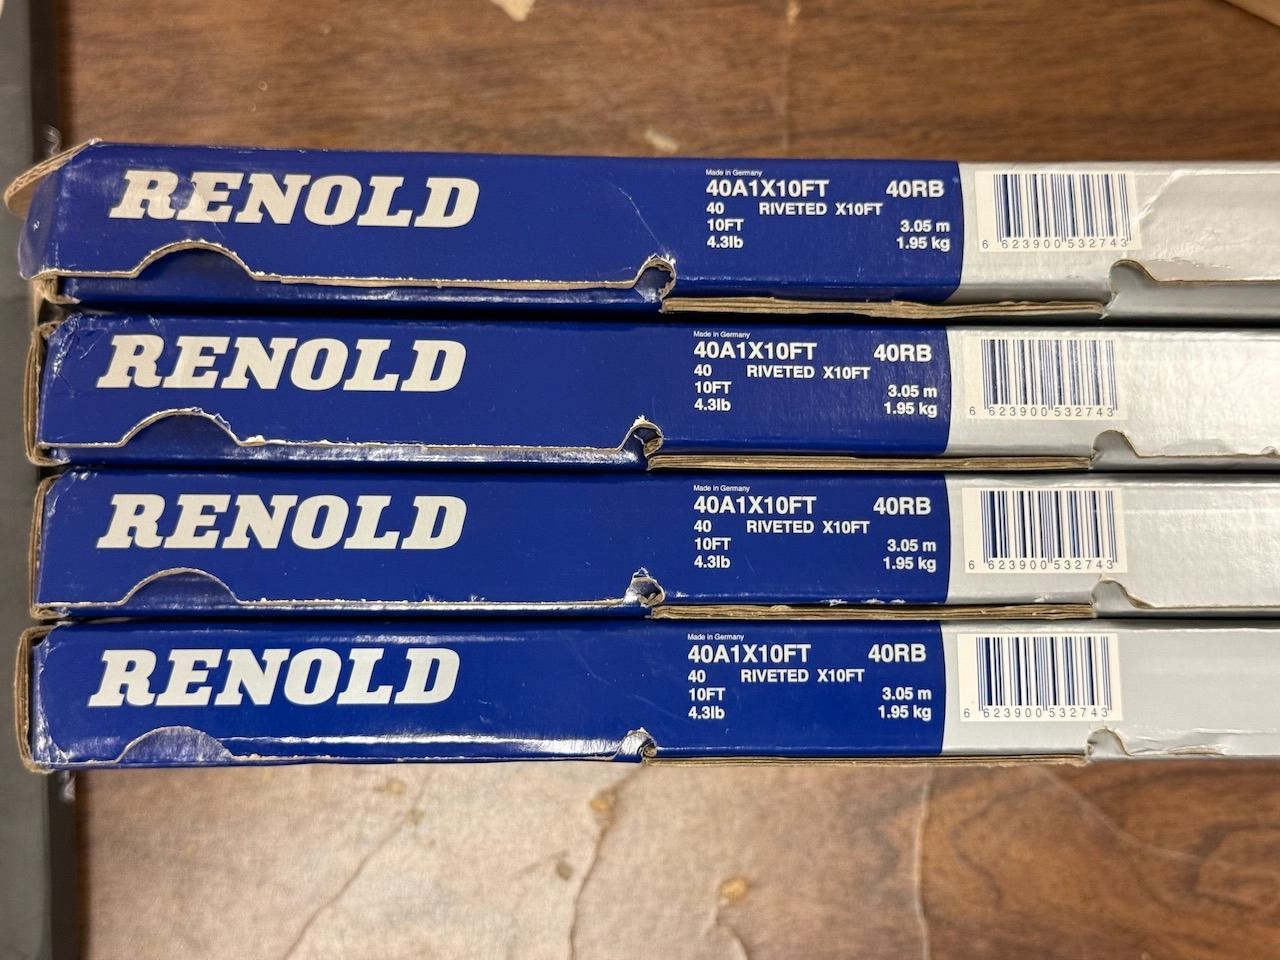 RENOLD
Made in Germany
40A1X10FT 40RB
40 RIVETED X10FT
10FT 3.05 m
4.3lb 1.95 kg
6 623900 532743
RENOLD
Made in Germany
40A1X10FT 40RB
40 RIVETED X10FT
10FT 3.05 m
4.3lb 1.95 kg
6 623900 532743
RENOLD
Made in Germany
40A1X10FT 40RB
40 RIVETED X10FT
10FT 3.05 m
4.3lb 1.95 kg
6 623900 532743
RENOLD
Made in Germany
40A1X10FT 40RB
40 RIVETED X10FT
10FT 3.05 m
4.3lb 1.95 kg
6 623900 532743